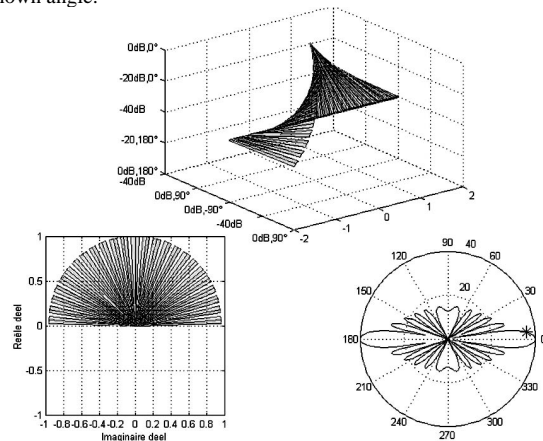 nown angle.
0dB,0°
-20dB,0°
-40dB
-20,180°
0dB,180°
-40dB
0dB,90°
0dB,-90°
-40dB
0dB,90°
-2
-1
0
1
2
1
0.5
0
-0.5
-1
Reële deel
-1 -0.8-0.6-0.4-0.2 0 0.2 0.4 0.6 0.8 1
Imaginaire deel
90 40
120 60
20
150 30
180 0
210 330
240 300
270